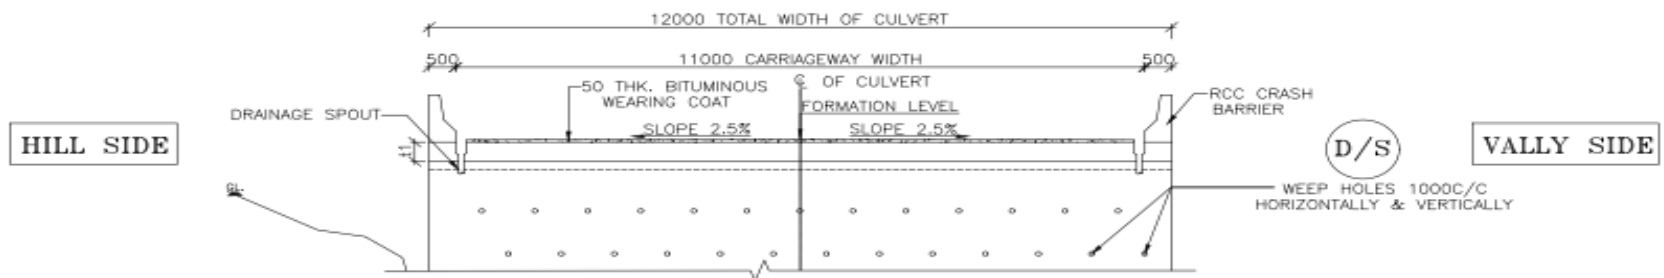 12000 TOTAL WIDTH OF CULVERT
500
11000 CARRIAGEWAY WIDTH
500
50 THK. BITUMINOUS
WEARING COAT
℄ OF CULVERT
RCC CRASH
BARRIER
DRAINAGE SPOUT
FORMATION LEVEL
SLOPE 2.5%
SLOPE 2.5%
HILL SIDE
t1
D/S
VALLY SIDE
GL
WEEP HOLES 1000C/C
HORIZONTALLY & VERTICALLY